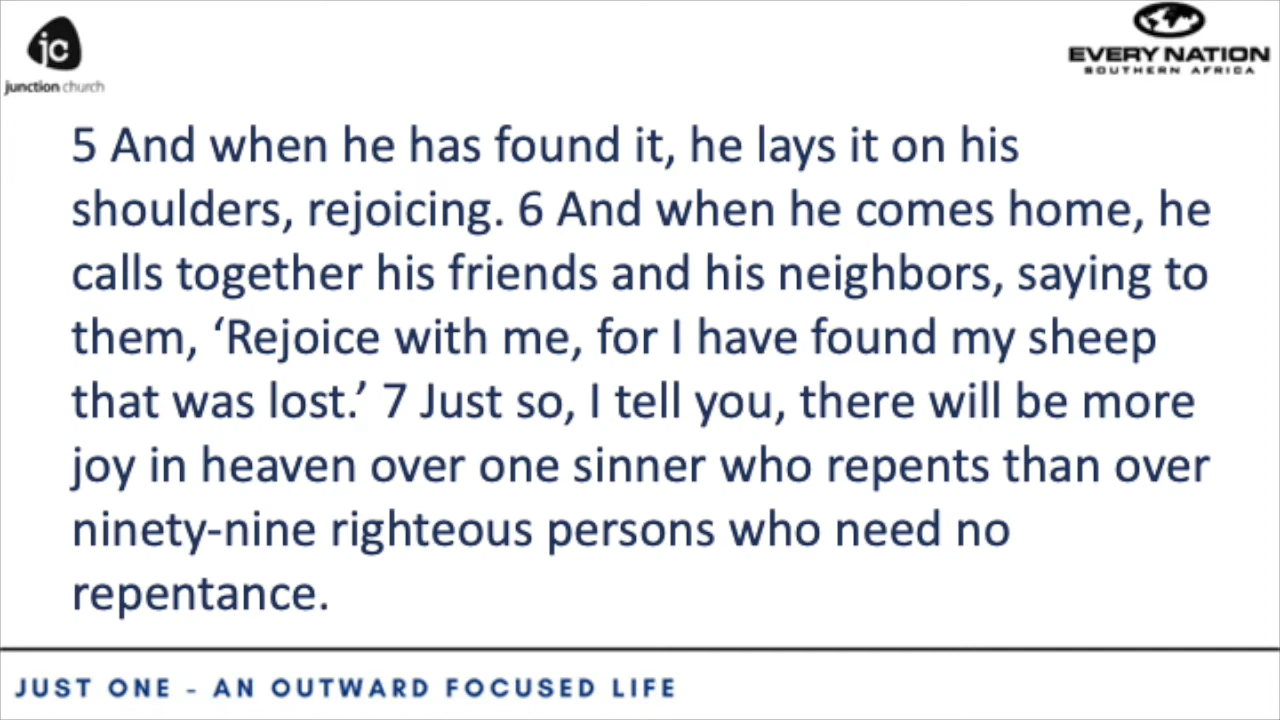 jc
junction church
EVERY NATION
SOUTHERN AFRICA
5 And when he has found it, he lays it on his
shoulders, rejoicing. 6 And when he comes home, he
calls together his friends and his neighbors, saying to
them, ‘Rejoice with me, for I have found my sheep
that was lost.’ 7 Just so, I tell you, there will be more
joy in heaven over one sinner who repents than over
ninety-nine righteous persons who need no
repentance.
JUST ONE - AN OUTWARD FOCUSED LIFE